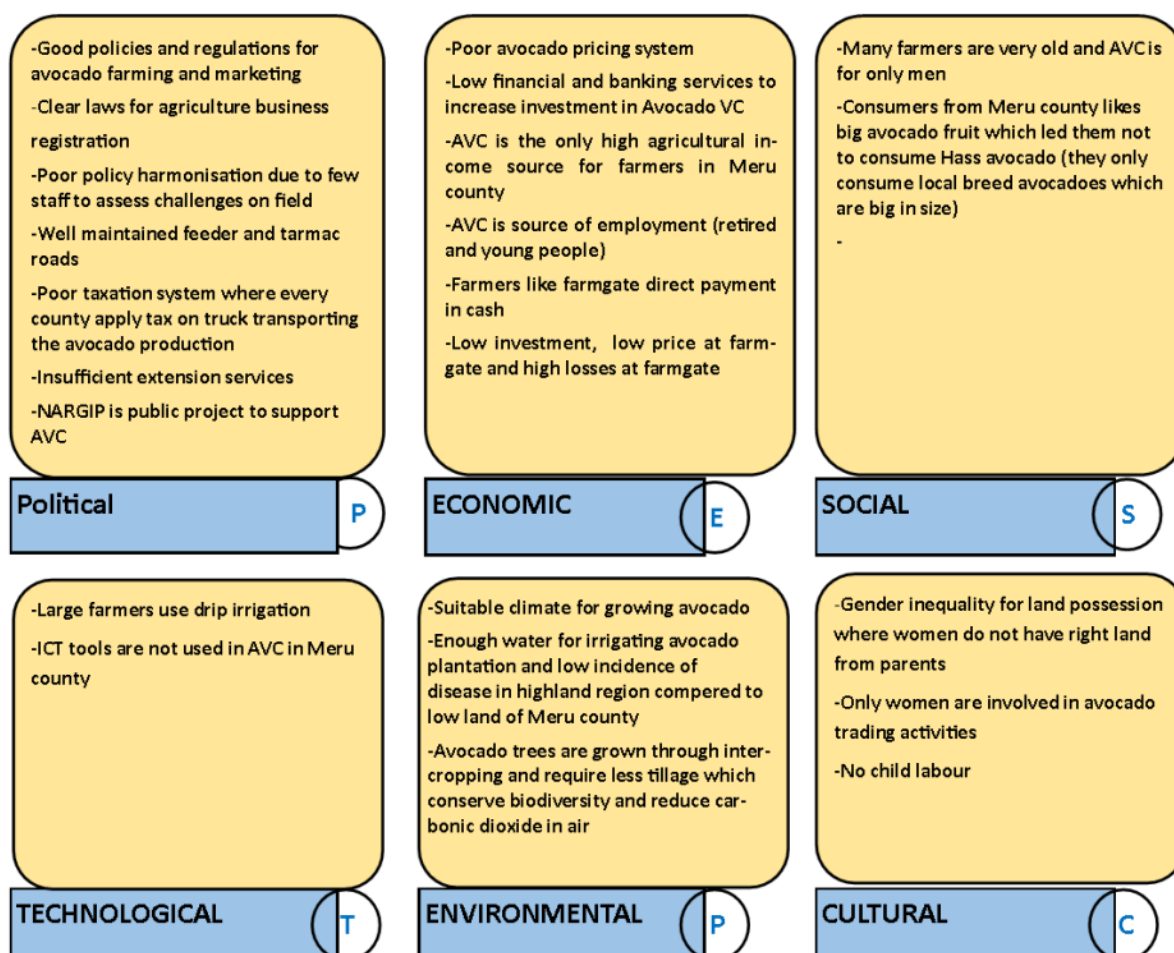 -Good policies and regulations for
avocado farming and marketing
-Clear laws for agriculture business
registration
-Poor policy harmonisation due to few
staff to assess challenges on field
-Well maintained feeder and tarmac
roads
-Poor taxation system where every
county apply tax on truck transporting
the avocado production
-Insufficient extension services
-NARGIP is public project to support
AVC
Political
P
-Poor avocado pricing system
-Low financial and banking services to
increase investment in Avocado VC
-AVC is the only high agricultural in-
come source for farmers in Meru
county
-AVC is source of employment (retired
and young people)
-Farmers like farmgate direct payment
in cash
-Low investment, low price at farm-
gate and high losses at farmgate
ECONOMIC
E
-Many farmers are very old and AVC is
for only men
-Consumers from Meru county likes
big avocado fruit which led them not
to consume Hass avocado (they only
consume local breed avocadoes which
are big in size)
-
SOCIAL
S
-Large farmers use drip irrigation
-ICT tools are not used in AVC in Meru
county
TECHNOLOGICAL
T
-Suitable climate for growing avocado
-Enough water for irrigating avocado
plantation and low incidence of
disease in highland region compered to
low land of Meru county
-Avocado trees are grown through inter-
cropping and require less tillage which
conserve biodiversity and reduce car-
bonic dioxide in air
ENVIRONMENTAL
P
-Gender inequality for land possession
where women do not have right land
from parents
-Only women are involved in avocado
trading activities
-No child labour
CULTURAL
C